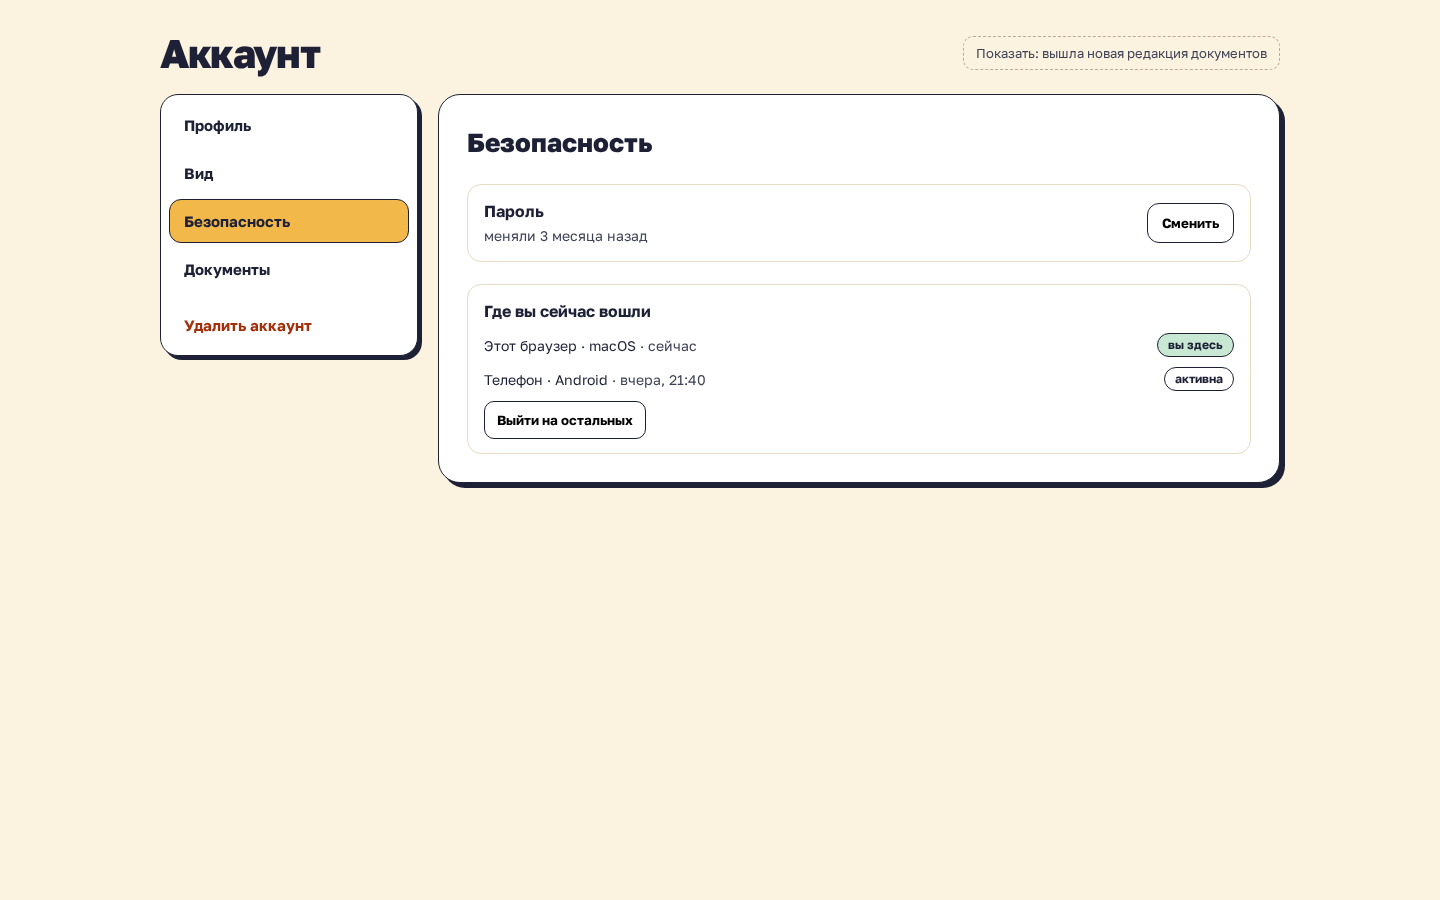 Аккаунт
Показать: вышла новая редакция документов
Профиль
Вид
Безопасность
Документы
Удалить аккаунт
Безопасность
Пароль
меняли 3 месяца назад
Сменить
Где вы сейчас вошли
Этот браузер · macOS · сейчас
вы здесь
Телефон · Android · вчера, 21:40
активна
Выйти на остальных